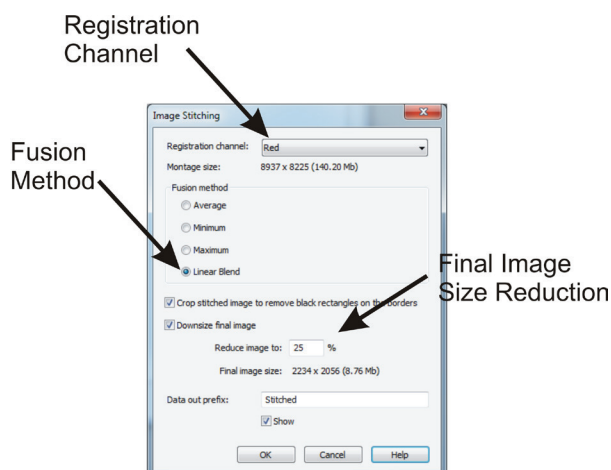 Registration
Channel
Image Stitching
Registration channel: Red
Montage size: 8937 x 8225 (140.20 Mb)
Fusion
Method
Fusion method
Average
Minimum
Maximum
Linear Blend
Final Image
Size Reduction
Crop stitched image to remove black rectangles on the borders
Downsize final image
Reduce image to: 25 %
Final image size: 2234 x 2056 (8.76 Mb)
Data out prefix: Stitched
Show
OK Cancel Help